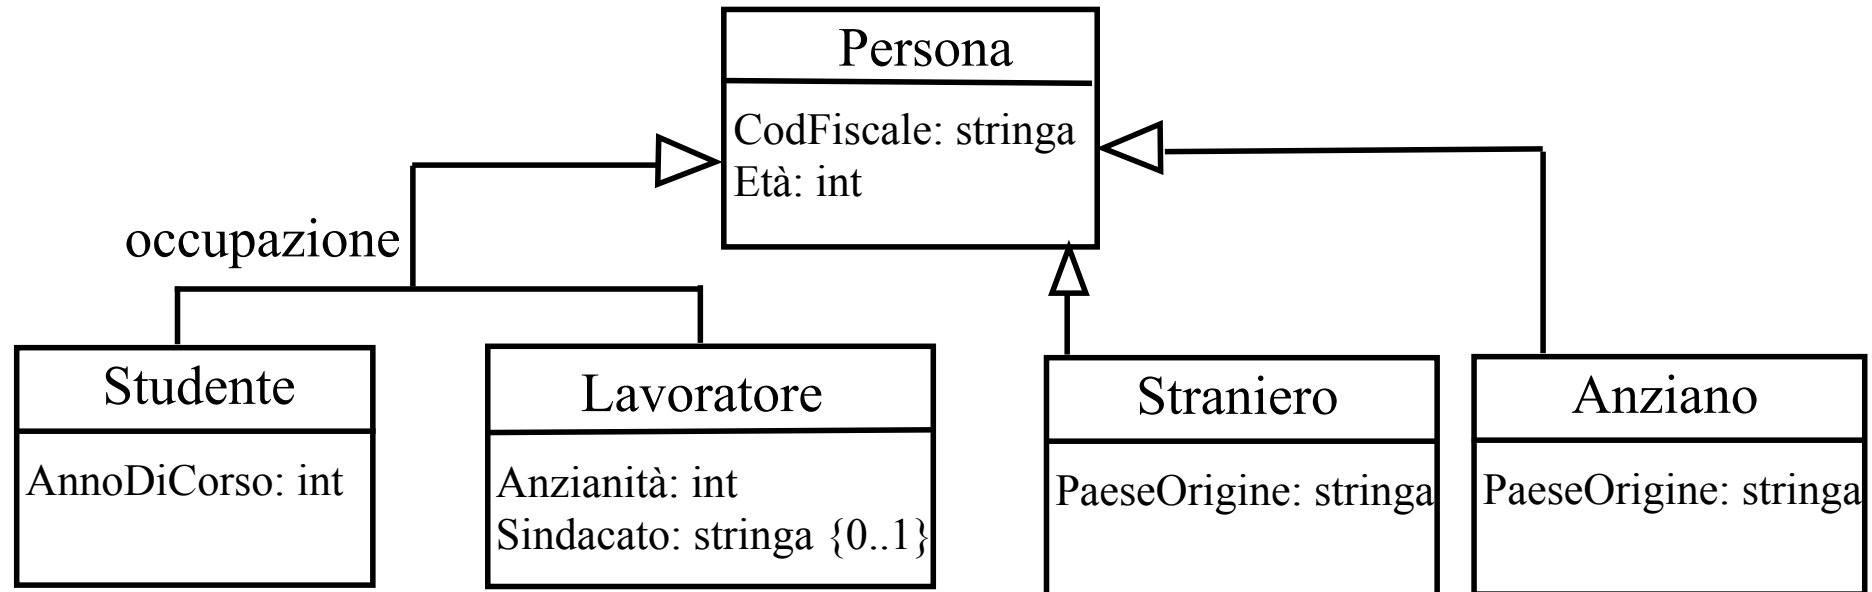 Persona
CodFiscale: stringa
Età: int
occupazione
Studente
AnnoDiCorso: int
Lavoratore
Anzianità: int
Sindacato: stringa {0..1}
Straniero
PaeseOrigine: stringa
Anziano
PaeseOrigine: stringa